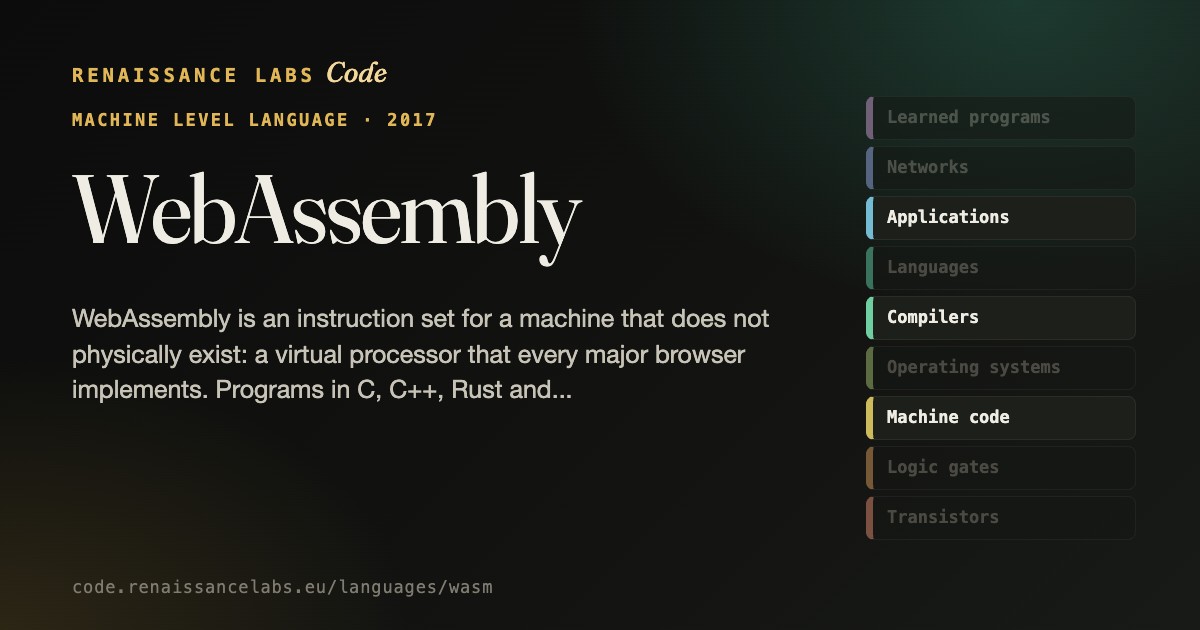 RENAISSANCE LABS Code
MACHINE LEVEL LANGUAGE · 2017
WebAssembly
WebAssembly is an instruction set for a machine that does not
physically exist: a virtual processor that every major browser
implements. Programs in C, C++, Rust and...
Learned programs
Networks
Applications
Languages
Compilers
Operating systems
Machine code
Logic gates
Transistors
code.renaissancelabs.eu/languages/wasm